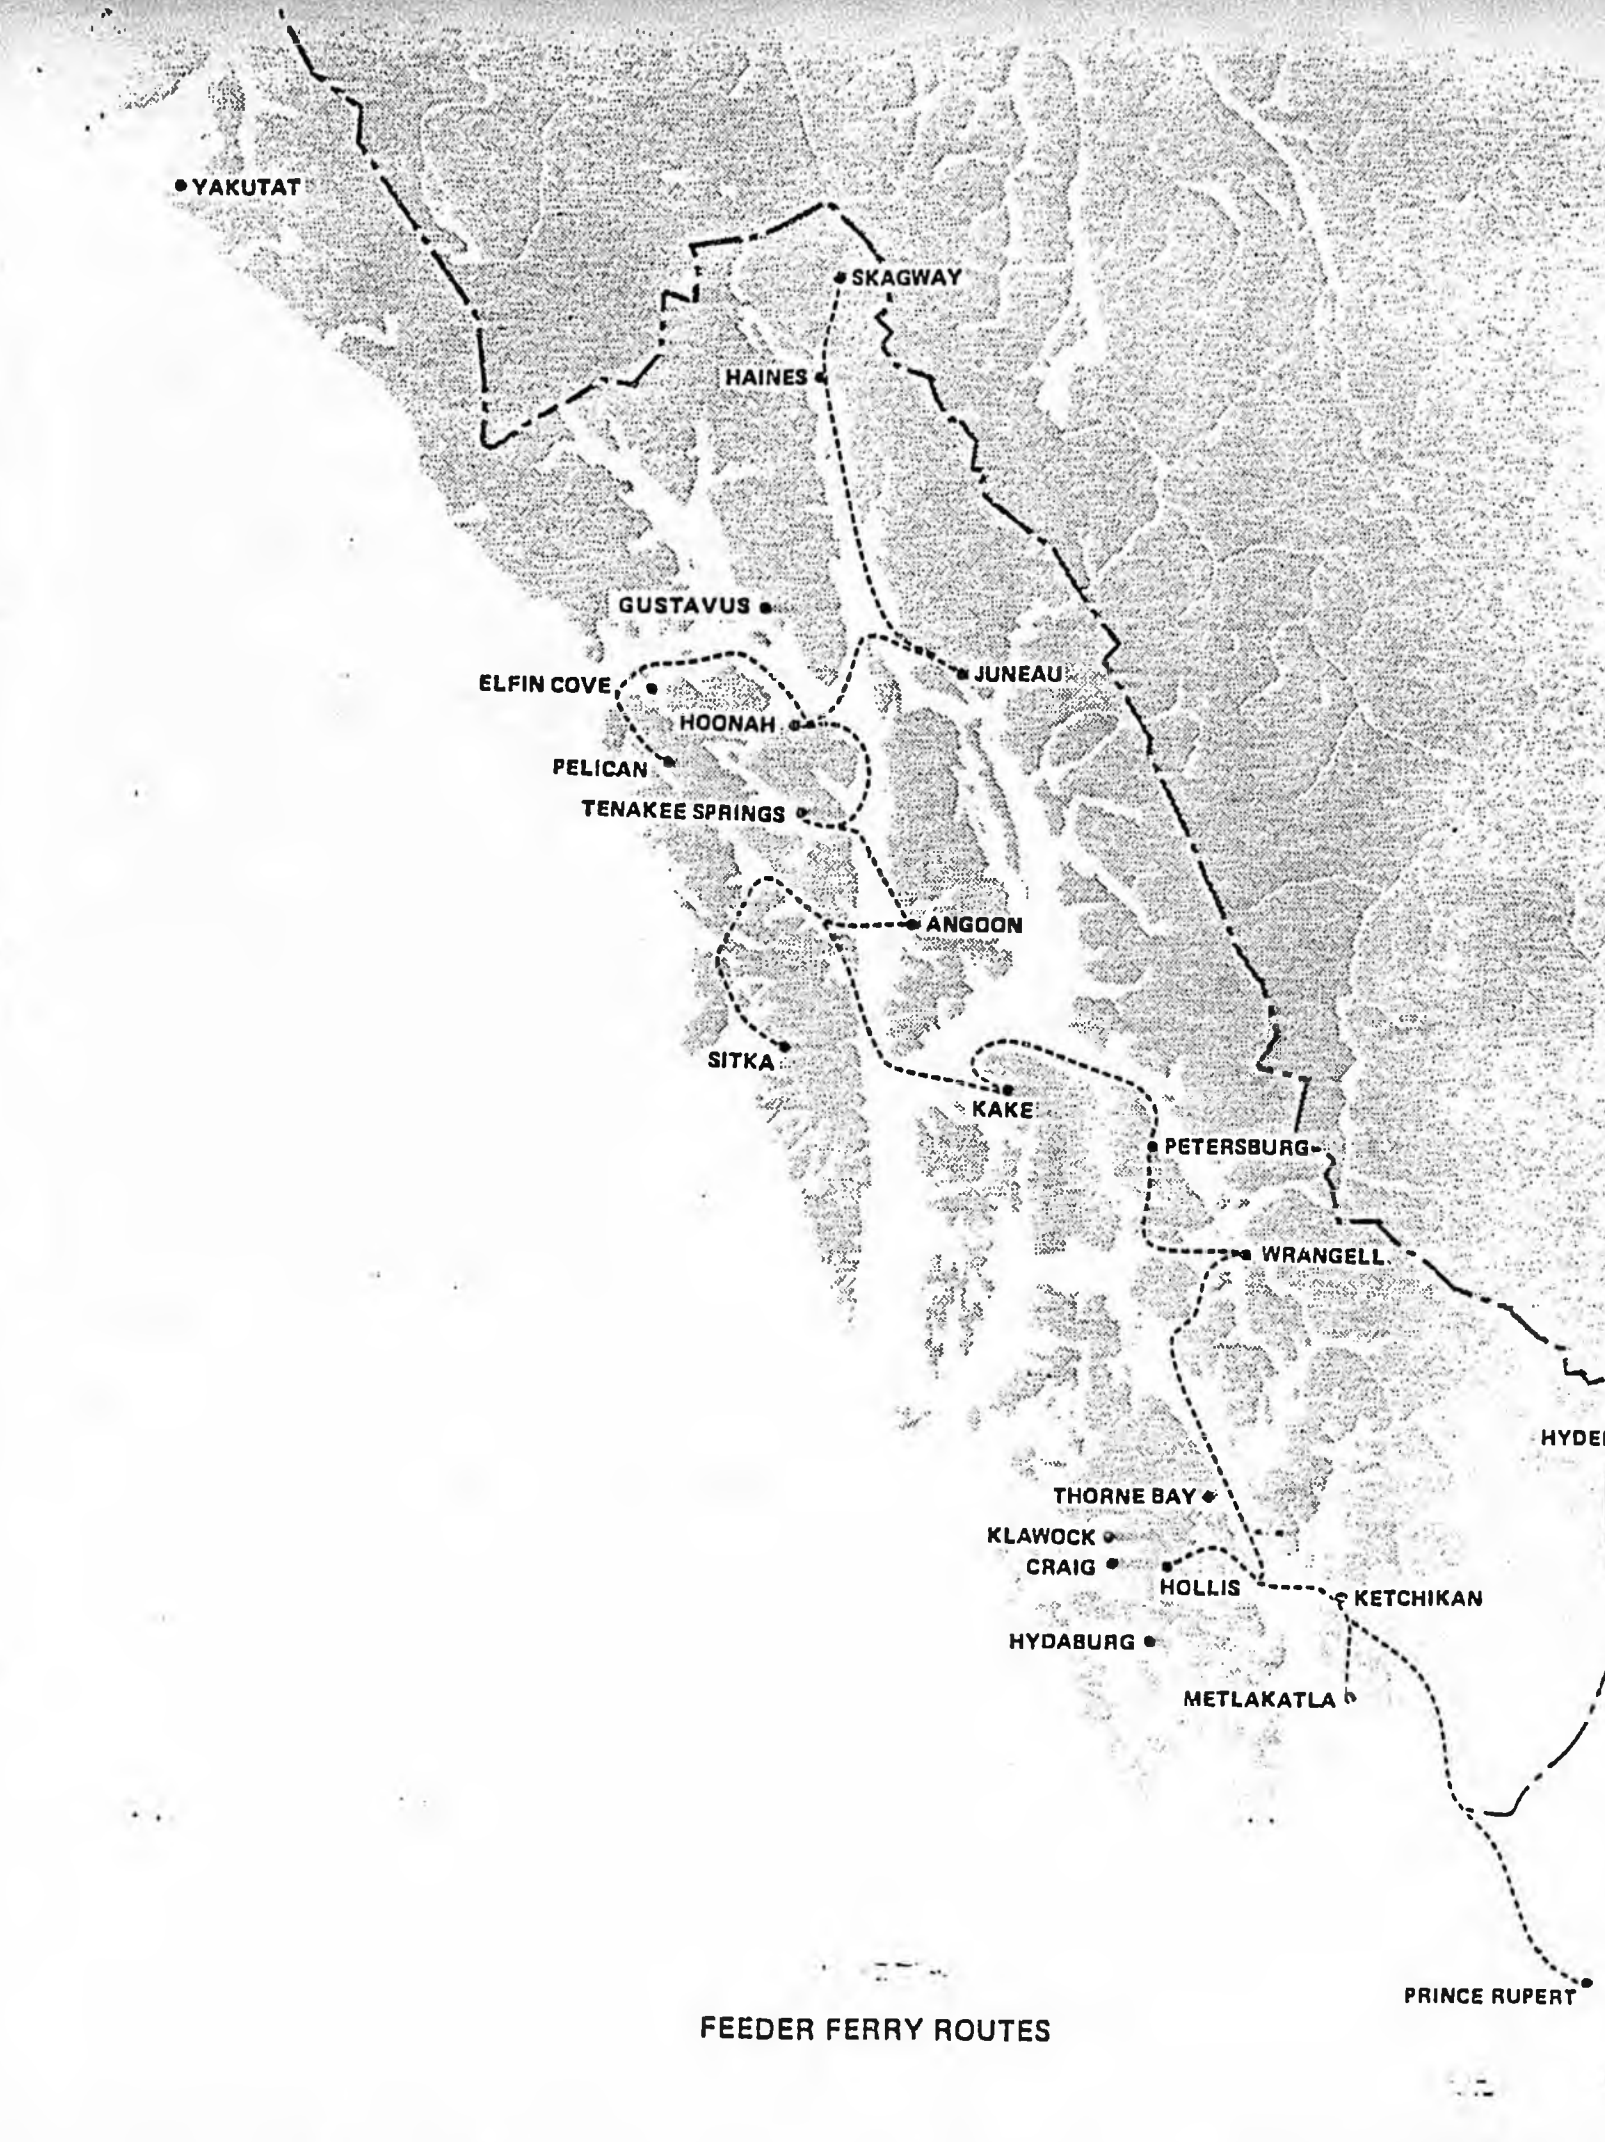 YAKUTAT
SKAGWAY
HAINES
GUSTAVUS
JUNEAU
ELFIN COVE
HOONAH
PELICAN
TENAKEE SPRINGS
ANGOON
SITKA
KAKE
PETERSBURG
WRANGELL
HYDE
THORNE BAY
KLAWOCK
CRAIG
HOLLIS
KETCHIKAN
HYDABURG
METLAKATLA
PRINCE RUPERT
FEEDER FERRY ROUTES